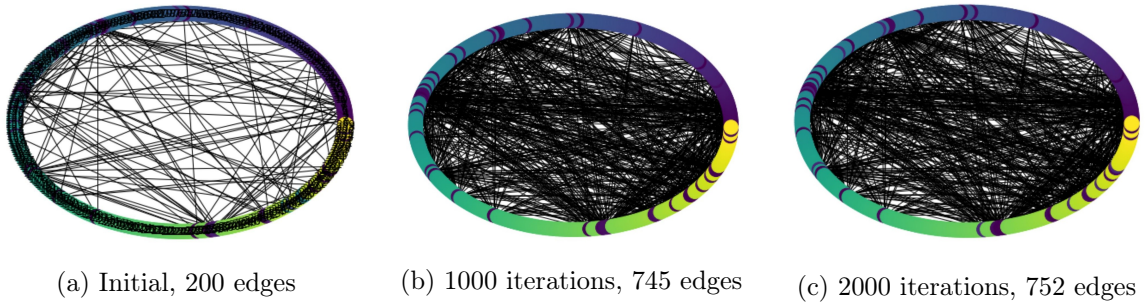 (a) Initial, 200 edges
(b) 1000 iterations, 745 edges
(c) 2000 iterations, 752 edges